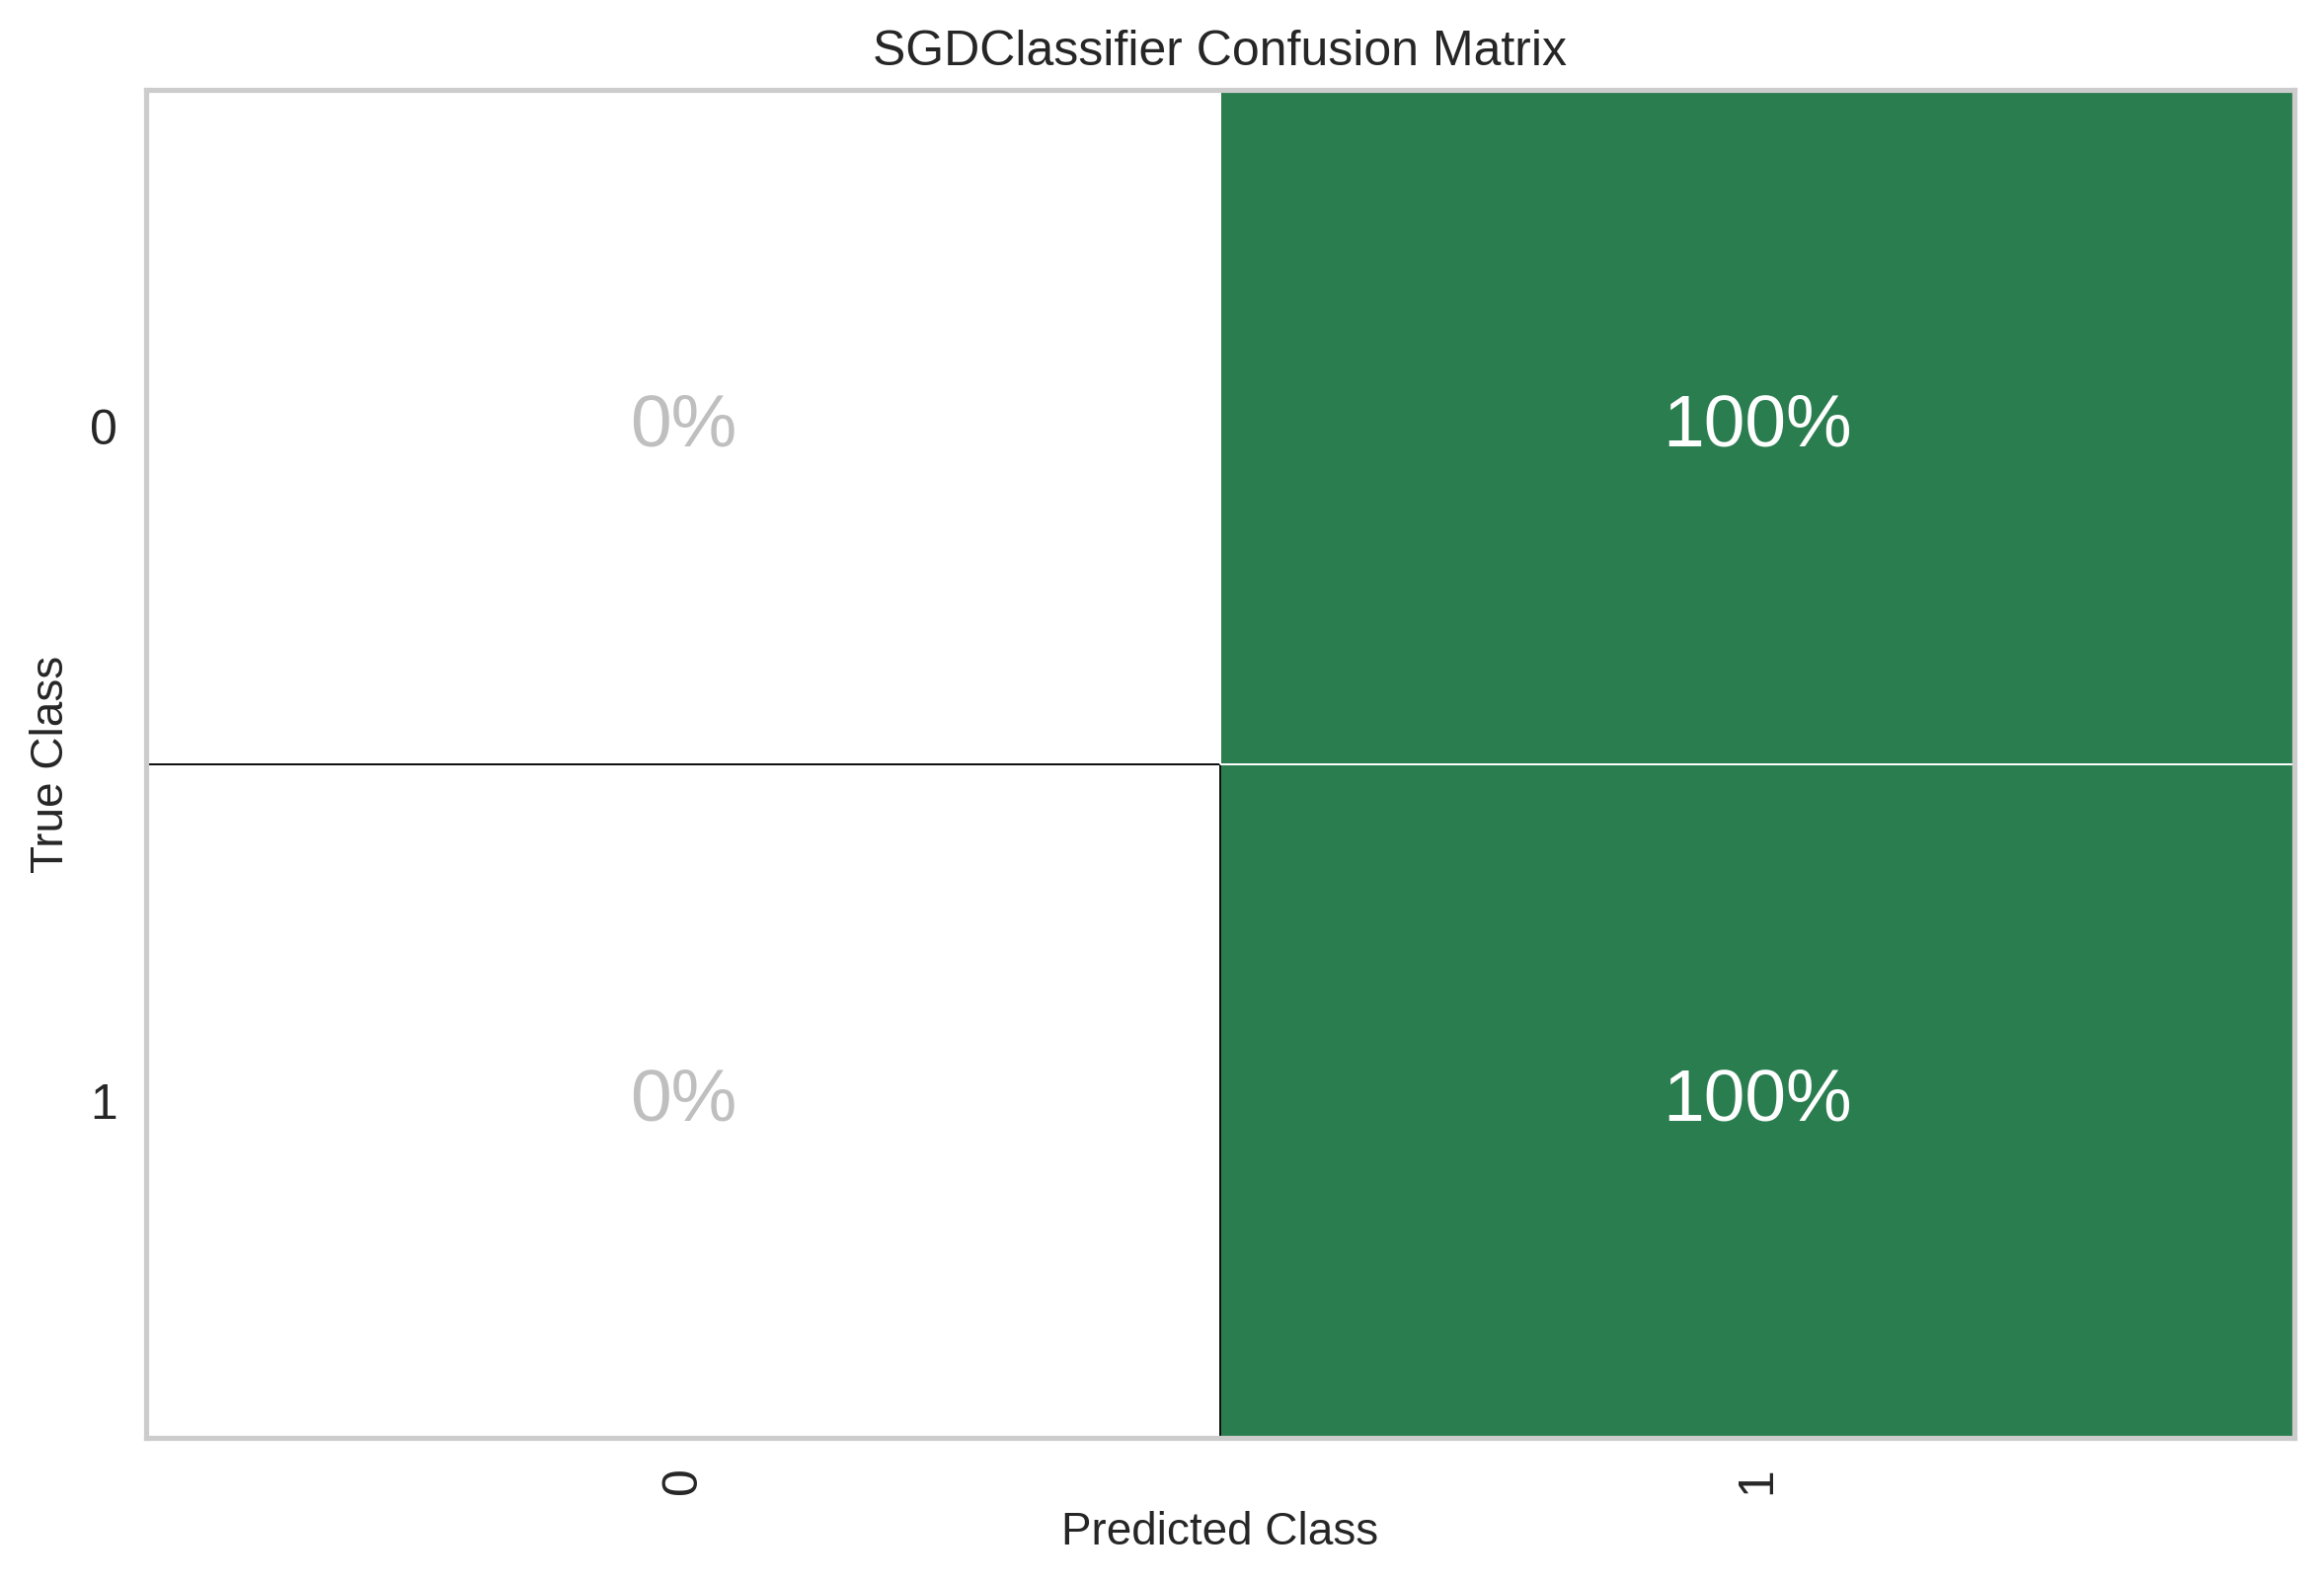 SGDClassifier Confusion Matrix
True Class
0
0%
100%
1
0%
100%
0
1
Predicted Class